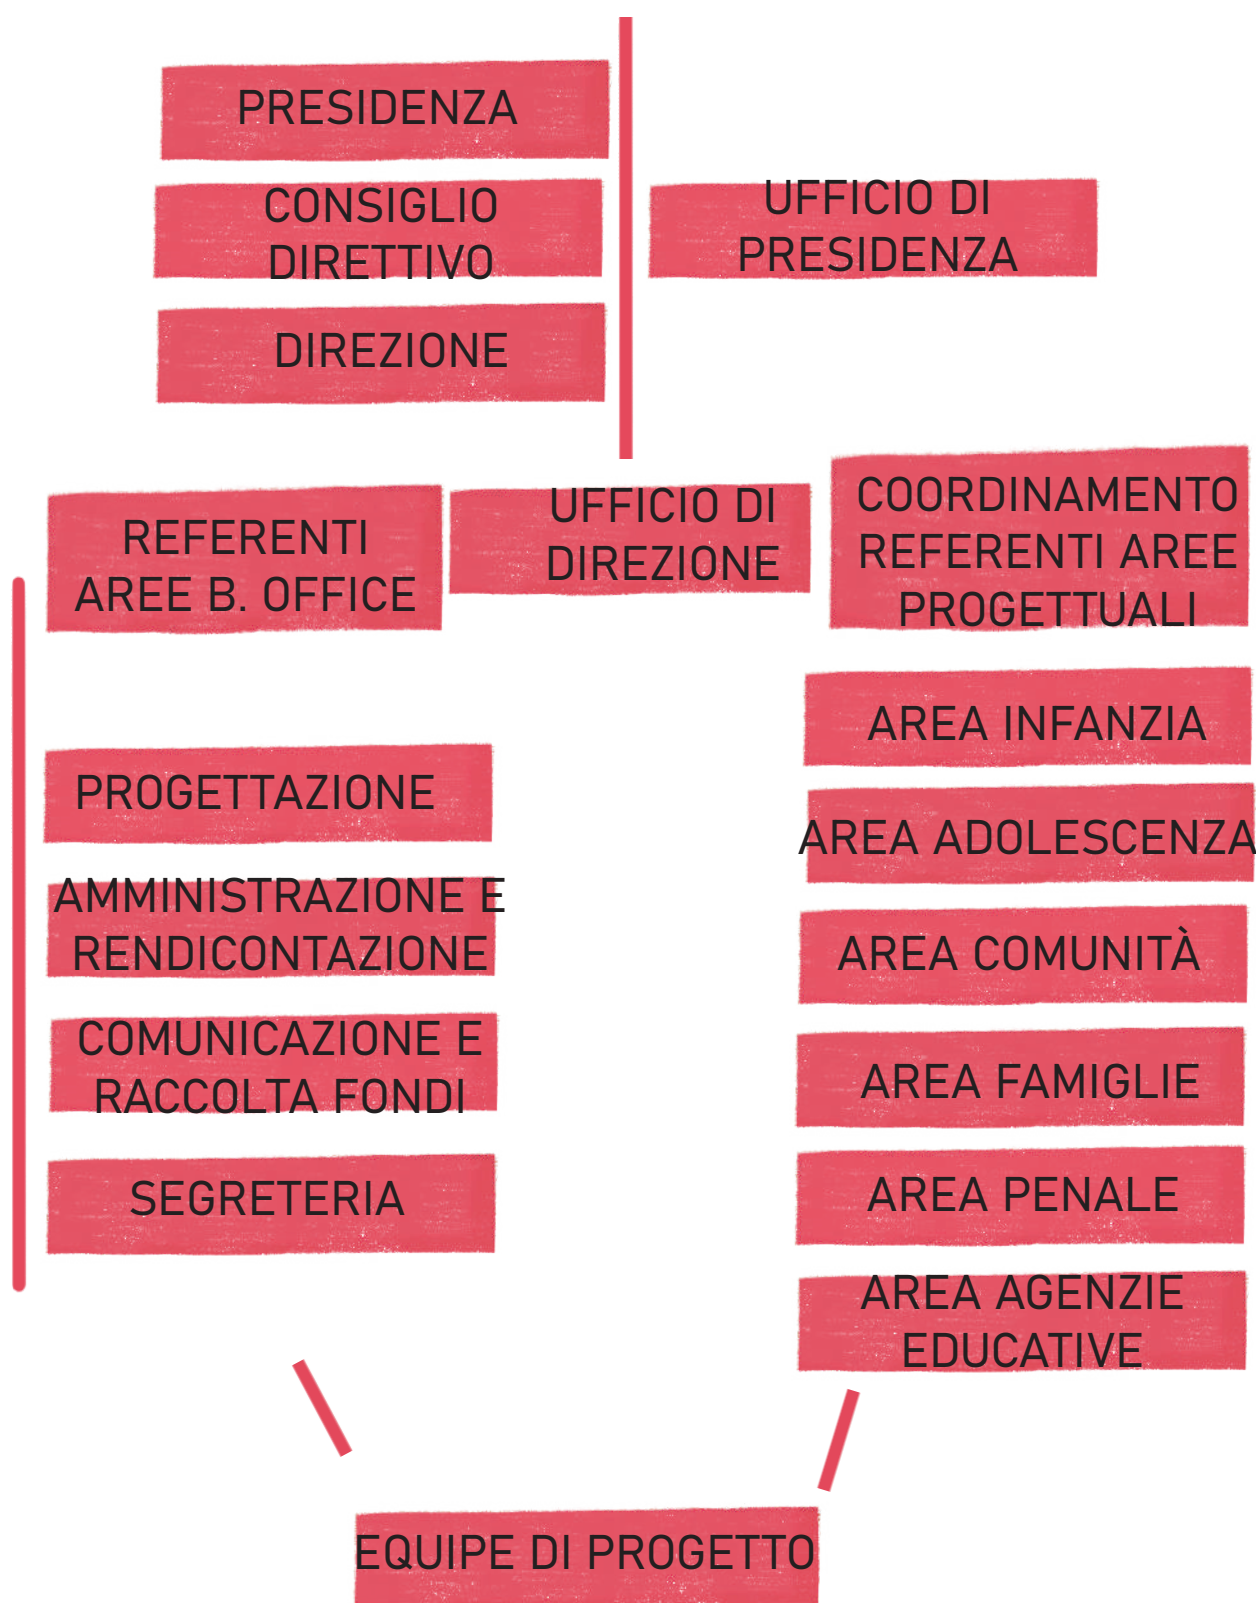 PRESIDENZA
CONSIGLIO
DIRETTIVO
UFFICIO DI
PRESIDENZA
DIREZIONE
REFERENTI
AREE B. OFFICE
UFFICIO DI
DIREZIONE
COORDINAMENTO
REFERENTI AREE
PROGETTUALI
PROGETTAZIONE
AMMINISTRAZIONE E
RENDICONTAZIONE
COMUNICAZIONE E
RACCOLTA FONDI
SEGRETERIA
AREA INFANZIA
AREA ADOLESCENZA
AREA COMUNITÀ
AREA FAMIGLIE
AREA PENALE
AREA AGENZIE
EDUCATIVE
EQUIPE DI PROGETTO